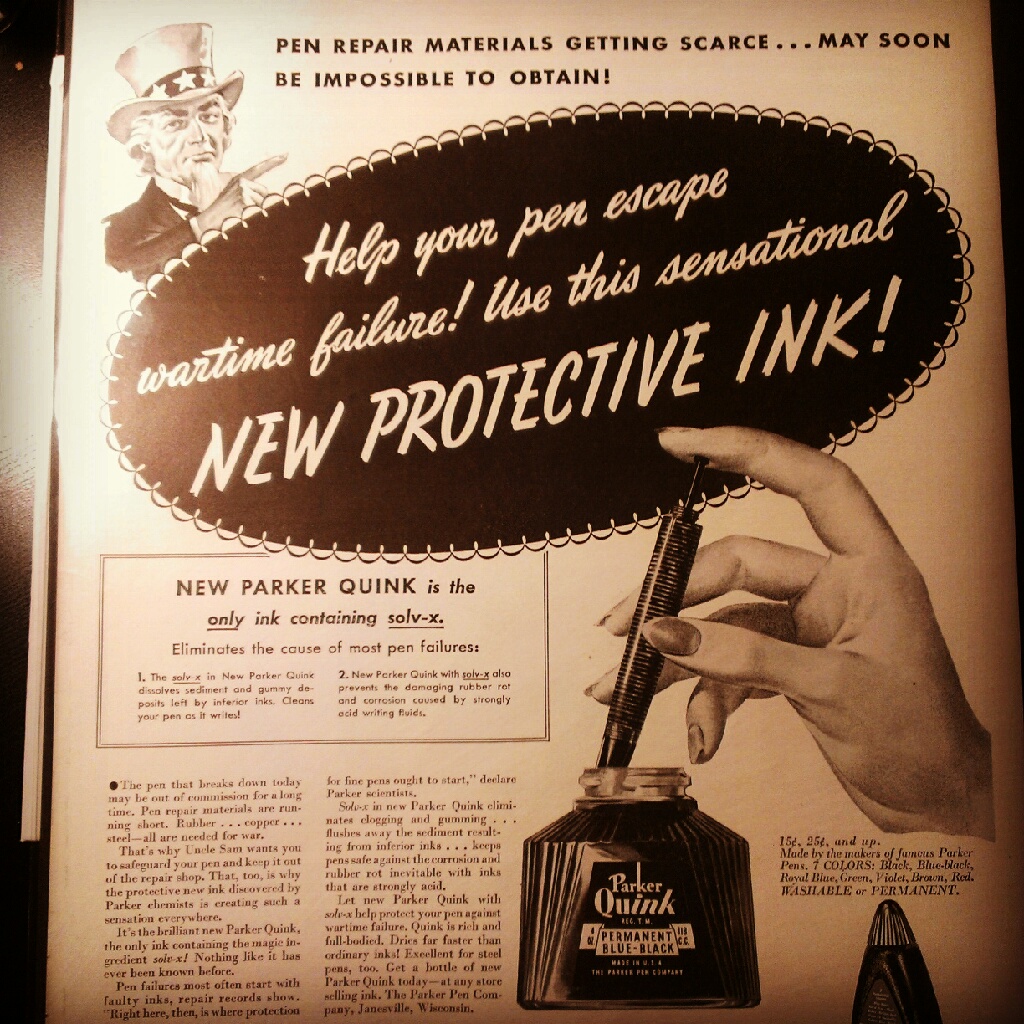 PEN REPAIR MATERIALS GETTING SCARCE...MAY SOON
BE IMPOSSIBLE TO OBTAIN!
Help your pen escape
wartime failure! Use this sensational
NEW PROTECTIVE INK!
NEW PARKER QUINK is the
only ink containing solv-x.
Eliminates the cause of most pen failures:
1. The solv-x in New Parker Quink
dissolves sediment and gummy de-
posits left by inferior inks. Cleans
your pen as it writes!
2. New Parker Quink with solv-x also
prevents the damaging rubber rot
and corrosion caused by strongly
acid writing fluids.
●The pen that breaks down today
may be out of commission for a long
time. Pen repair materials are run-
ning short. Rubber . . . copper . . .
steel—all are needed for war.
That's why Uncle Sam wants you
to safeguard your pen and keep it out
of the repair shop. That, too, is why
the protective new ink discovered by
Parker chemists is creating such a
sensation everywhere.
It's the brilliant new Parker Quink,
the only ink containing the magic in-
gredient solv-x! Nothing like it has
ever been known before.
Pen failures most often start with
faulty inks, repair records show.
"Right here, then, is where protection
for fine pens ought to start," declare
Parker scientists.
Solv-x in new Parker Quink elimi-
nates clogging and gumming . . .
flushes away the sediment result-
ing from inferior inks . . . keeps
pens safe against the corrosion and
rubber rot inevitable with inks
that are strongly acid.
Let new Parker Quink with
solv-x help protect your pen against
wartime failure. Quink is rich and
full-bodied. Dries far faster than
ordinary inks! Excellent for steel
pens, too. Get a bottle of new
Parker Quink today—at any store
selling ink. The Parker Pen Com-
pany, Janesville, Wisconsin.
Parker
Quink
REG. T.M.
PERMANENT
BLUE-BLACK
MADE IN U.S.A
THE PARKER PEN COMPANY
15¢, 25¢, and up.
Made by the makers of famous Parker
Pens. 7 COLORS: Black, Blue-black,
Royal Blue, Green, Violet, Brown, Red.
WASHABLE or PERMANENT.